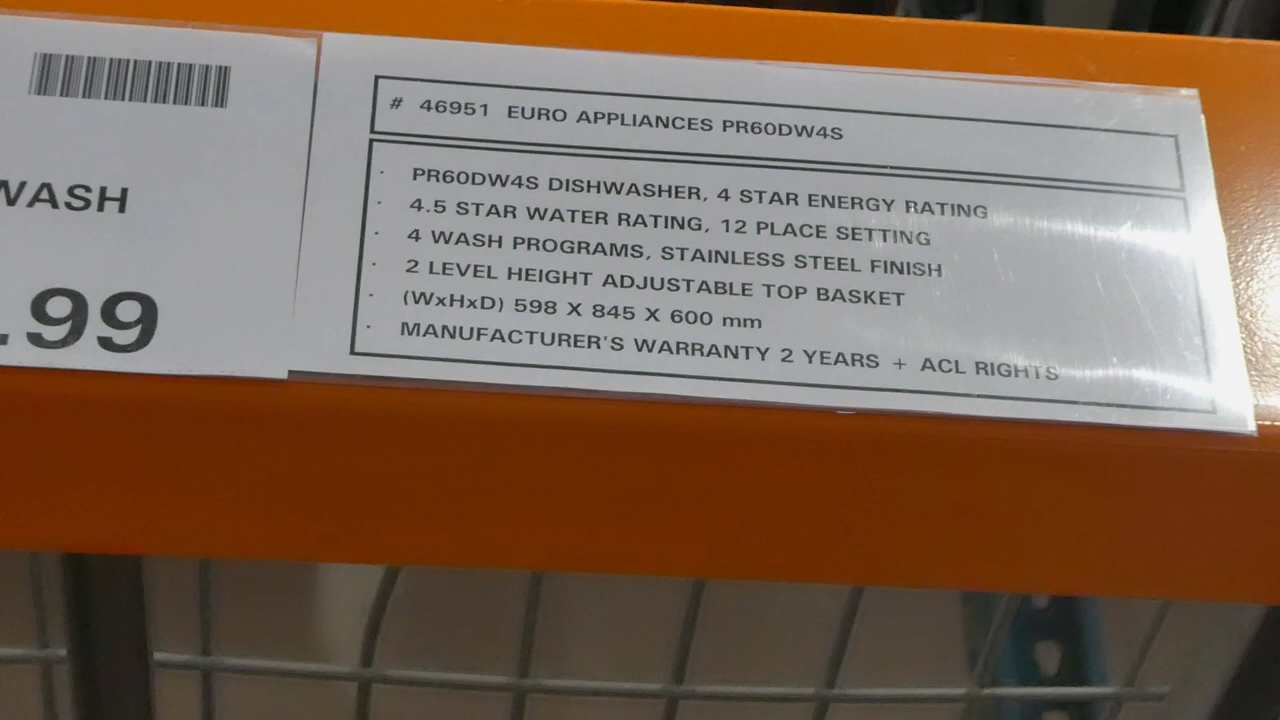 WASH
.99
# 46951 EURO APPLIANCES PR60DW4S
· PR60DW4S DISHWASHER, 4 STAR ENERGY RATING
· 4.5 STAR WATER RATING, 12 PLACE SETTING
· 4 WASH PROGRAMS, STAINLESS STEEL FINISH
· 2 LEVEL HEIGHT ADJUSTABLE TOP BASKET
· (WxHxD) 598 X 845 X 600 mm
· MANUFACTURER'S WARRANTY 2 YEARS + ACL RIGHTS